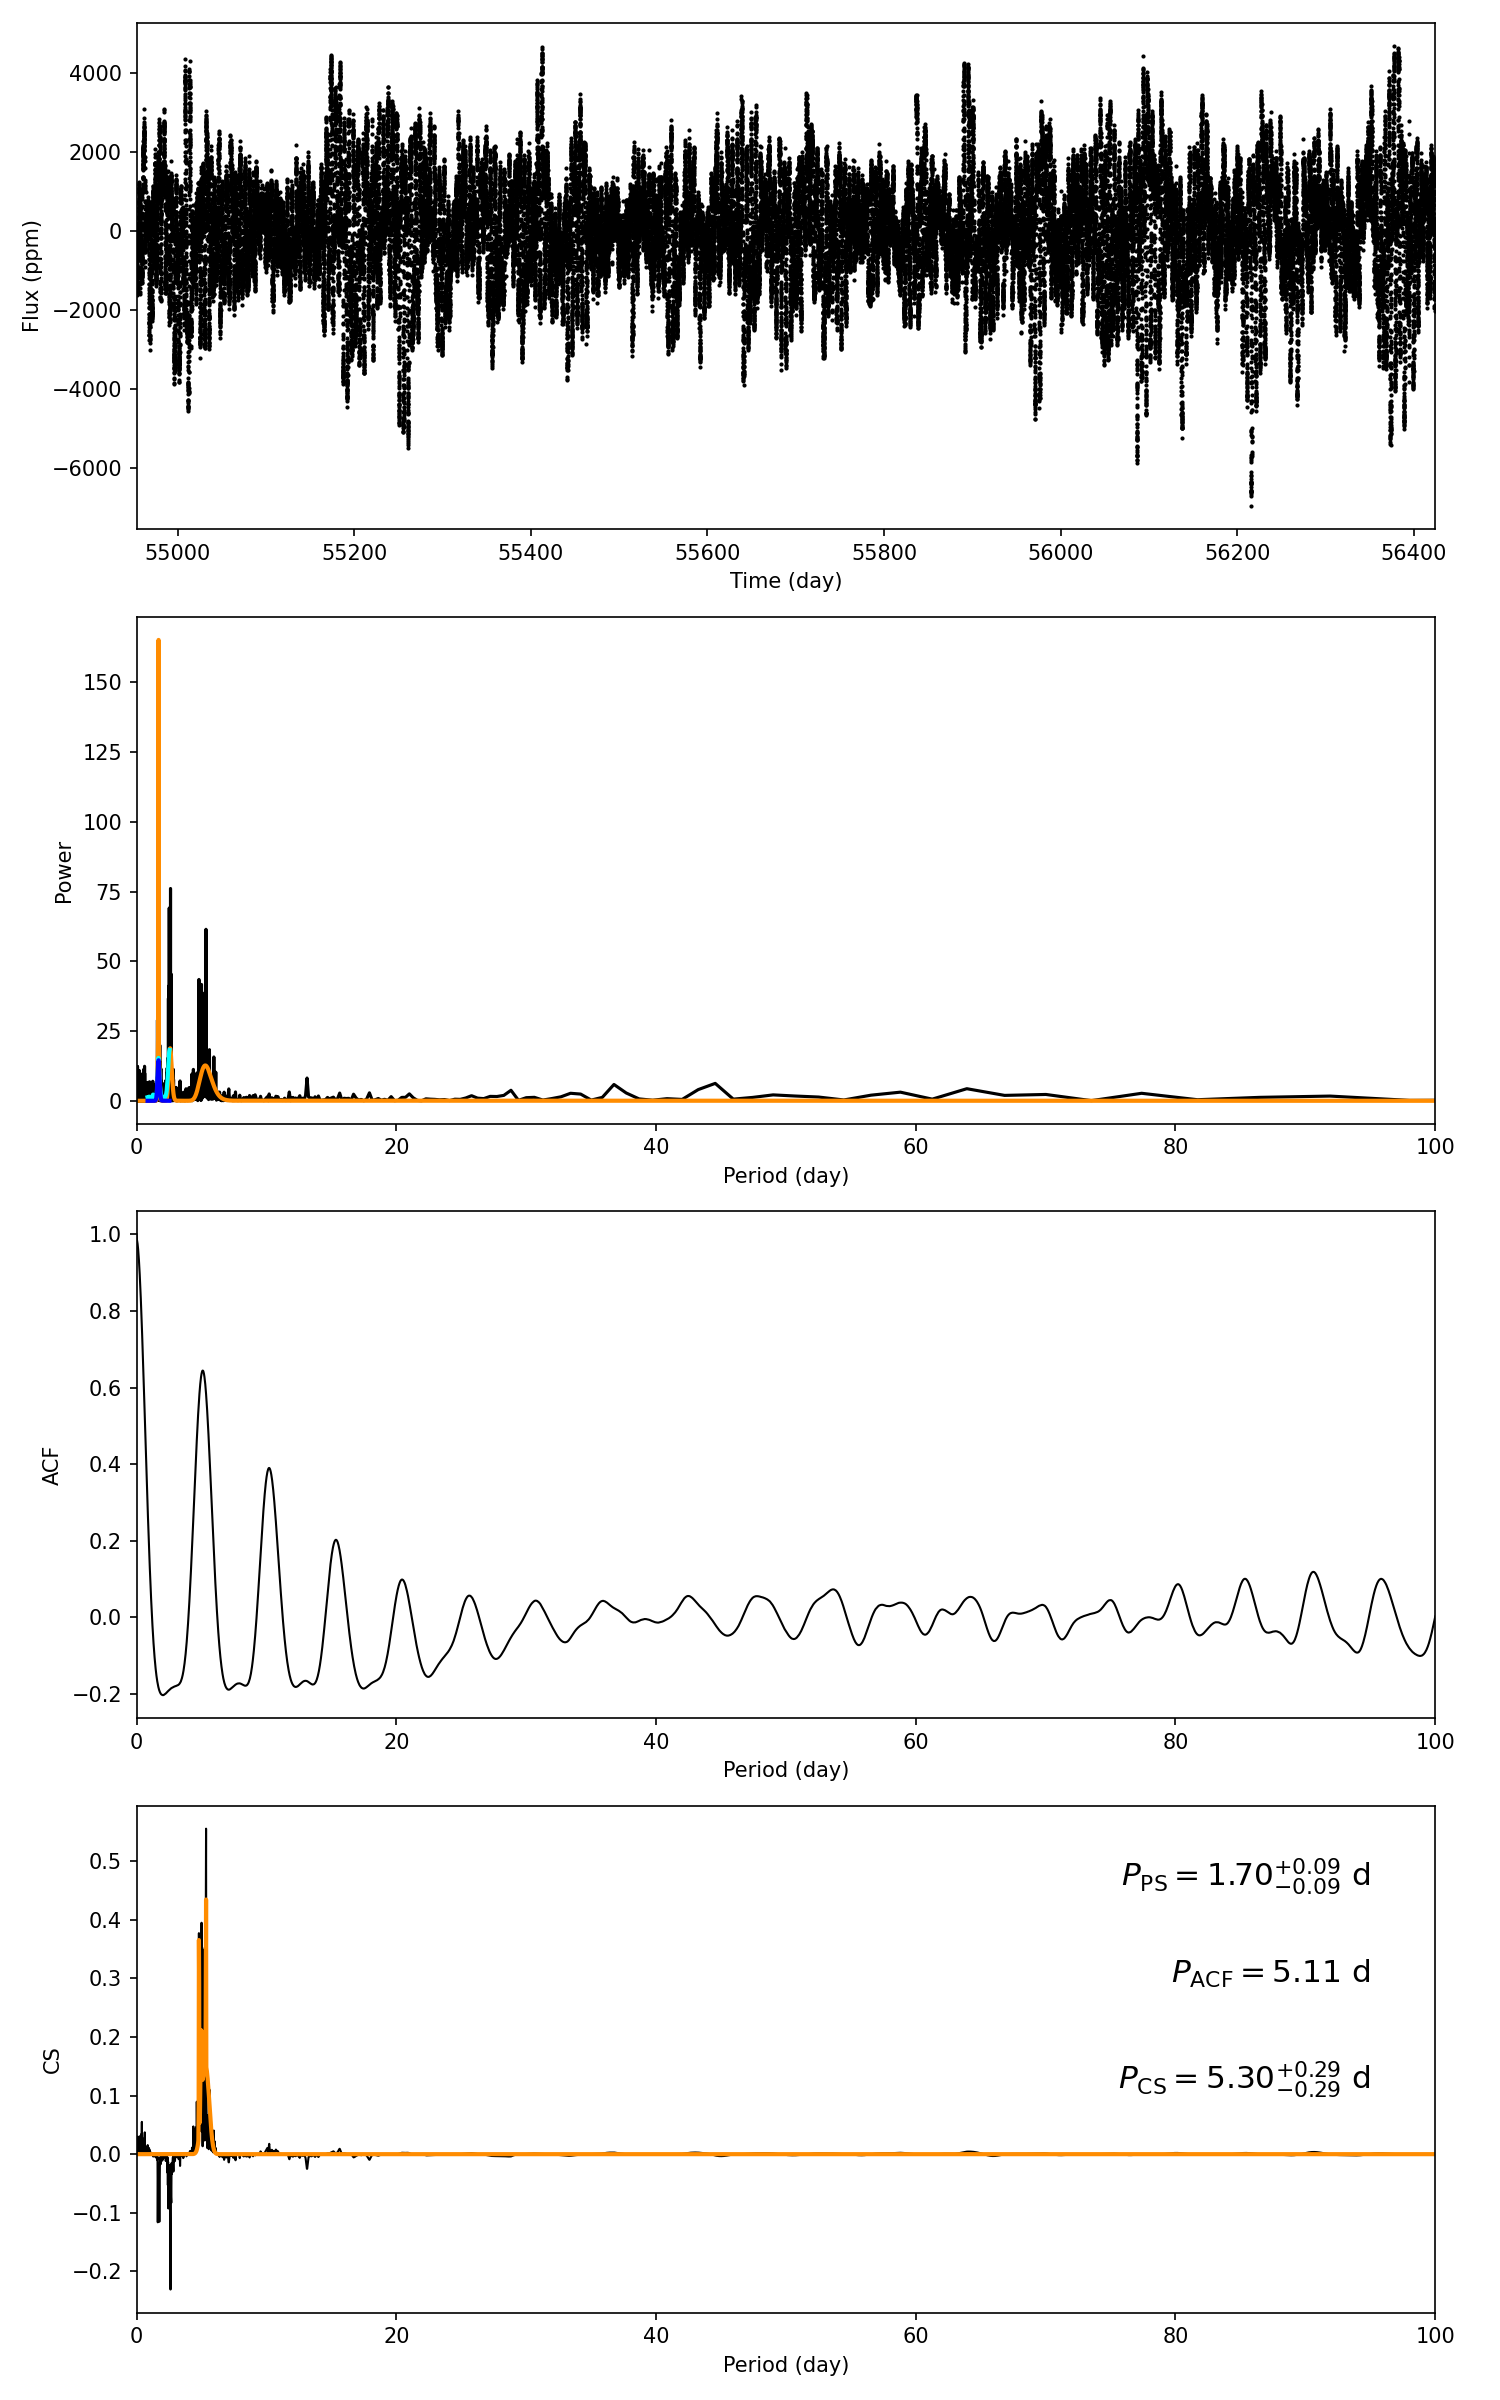 4000
2000
0
−2000
−4000
−6000
Flux (ppm)
55000 55200 55400 55600 55800 56000 56200 56400
Time (day)
150
125
100
75
50
25
0
Power
0 20 40 60 80 100
Period (day)
1.0
0.8
0.6
0.4
0.2
0.0
−0.2
ACF
0 20 40 60 80 100
Period (day)
0.5
0.4
0.3
0.2
0.1
0.0
−0.1
−0.2
CS
P_PS = 1.70^{+0.09}_{−0.09} d
P_ACF = 5.11 d
P_CS = 5.30^{+0.29}_{−0.29} d
0 20 40 60 80 100
Period (day)